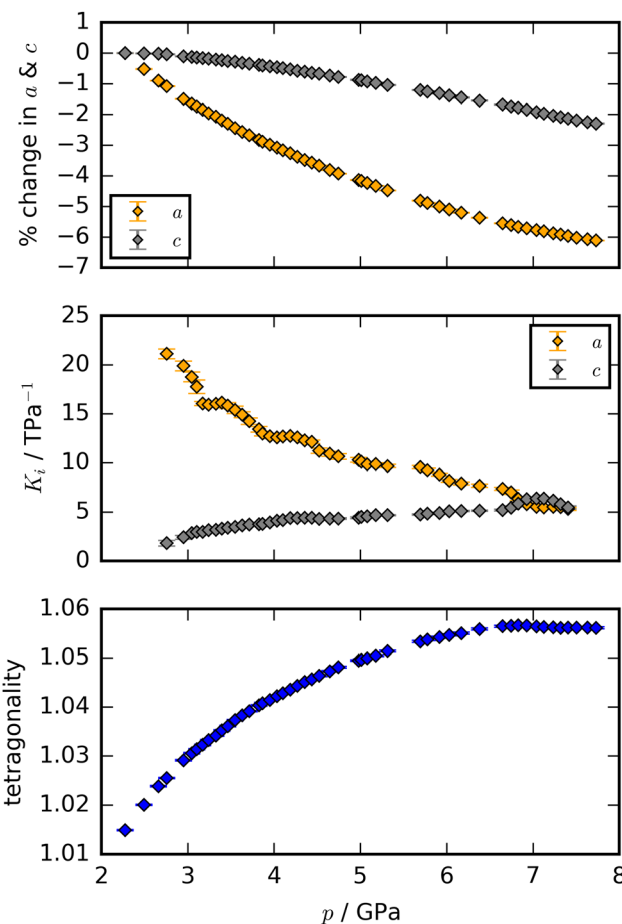 1
0
−1
−2
−3
−4
−5
−6
−7
% change in a & c
a
c
25
20
15
10
5
0
K_i / TPa⁻¹
a
c
1.06
1.05
1.04
1.03
1.02
1.01
tetragonality
2 3 4 5 6 7 8
p / GPa